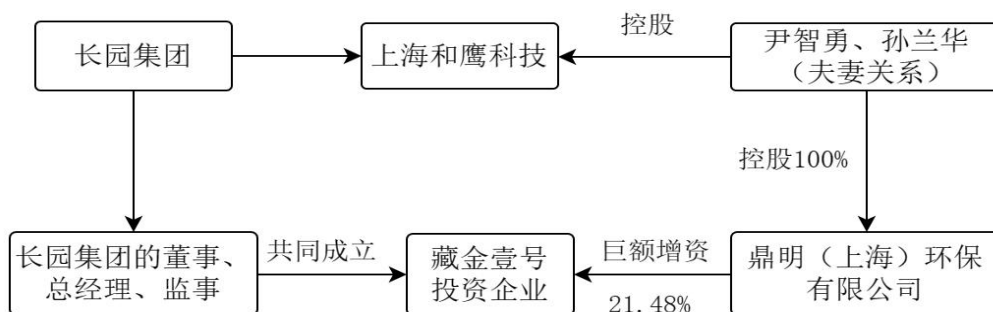 控股
长园集团
上海和鹰科技
尹智勇、孙兰华
（夫妻关系）
控股100%
长园集团的董事、
总经理、监事
共同成立
藏金壹号
投资企业
巨额增资
21.48%
鼎明（上海）环保
有限公司